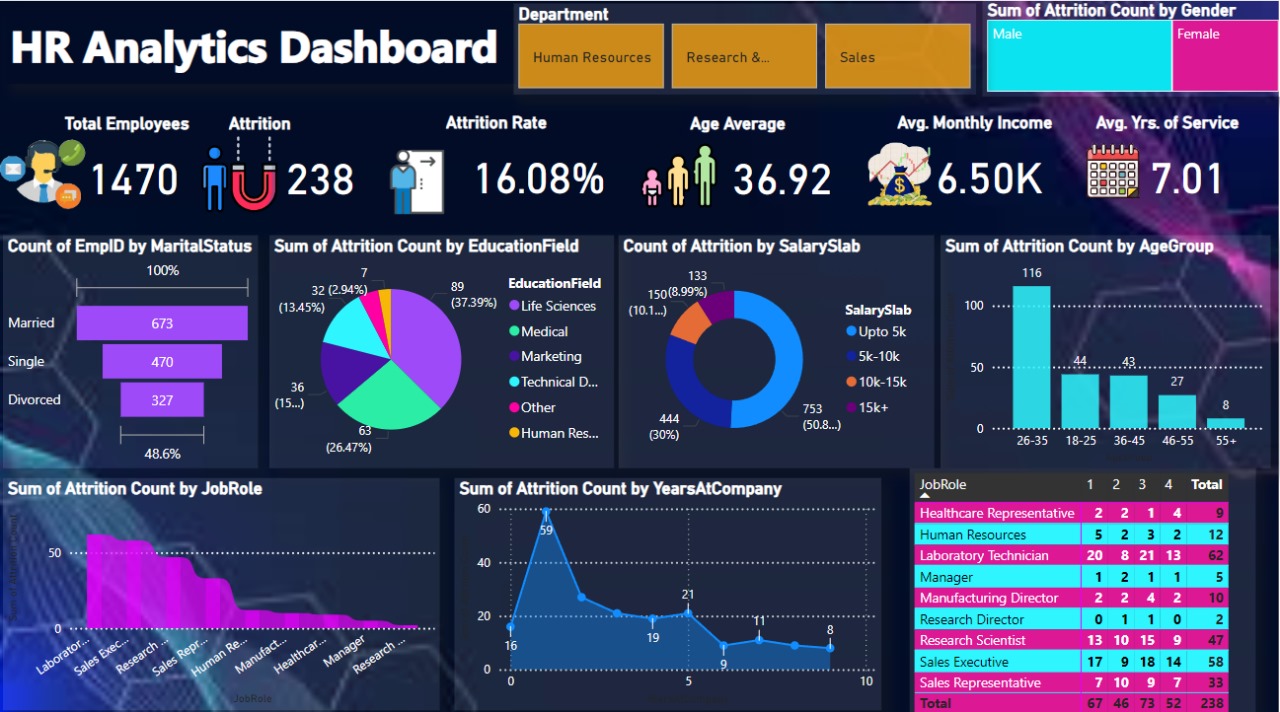 HR Analytics Dashboard
Department
Human Resources
Research &...
Sales
Sum of Attrition Count by Gender
Male
Female
Total Employees
1470
Attrition
238
Attrition Rate
16.08%
Age Average
36.92
Avg. Monthly Income
6.50K
Avg. Yrs. of Service
7.01
Count of EmpID by MaritalStatus
100%
Married
673
Single
470
Divorced
327
48.6%
Sum of Attrition Count by EducationField
7
(2.94%)
32
(13.45%)
89
(37.39%)
36
(15...)
63
(26.47%)
EducationField
Life Sciences
Medical
Marketing
Technical D...
Other
Human Res...
Count of Attrition by SalarySlab
133
(8.99%)
150
(10.1...)
444
(30%)
753
(50.8...)
SalarySlab
Upto 5k
5k-10k
10k-15k
15k+
Sum of Attrition Count by AgeGroup
100
50
0
116
44
43
27
8
26-35 18-25 36-45 46-55 55+
Sum of Attrition Count by JobRole
50
0
Laborator...
Sales Exec...
Research ...
Sales Repr...
Human Re...
Manufact...
Healthcar...
Manager
Research ...
JobRole
Sum of Attrition Count by YearsAtCompany
60
40
20
0
16
59
19
21
9
11
8
0 5 10
JobRole 1 2 3 4 Total
Healthcare Representative 2 2 1 4 9
Human Resources 5 2 3 2 12
Laboratory Technician 20 8 21 13 62
Manager 1 2 1 1 5
Manufacturing Director 2 2 4 2 10
Research Director 0 1 1 0 2
Research Scientist 13 10 15 9 47
Sales Executive 17 9 18 14 58
Sales Representative 7 10 9 7 33
Total 67 46 73 52 238